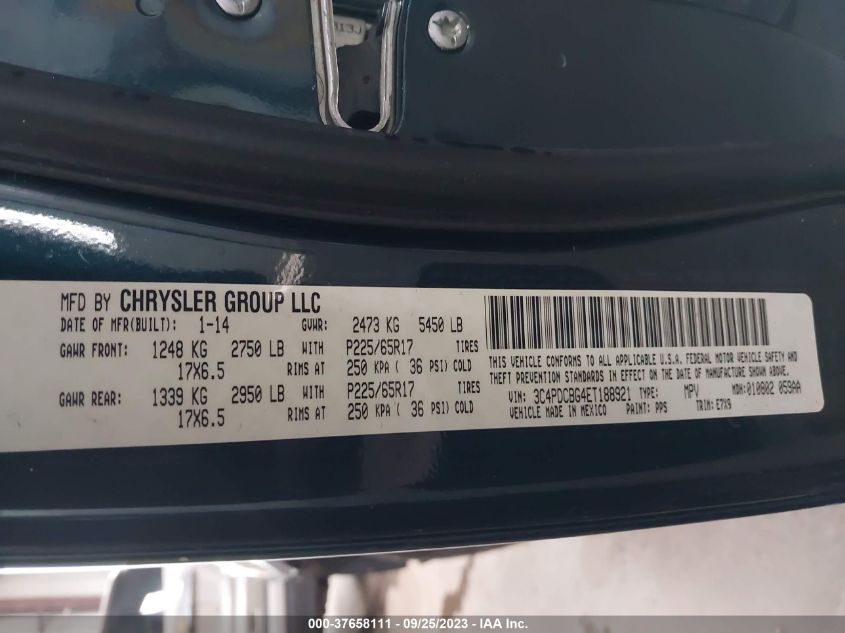 MFD BY CHRYSLER GROUP LLC
DATE OF MFR(BUILT): 1-14 GVWR: 2473 KG 5450 LB
GAWR FRONT: 1248 KG 2750 LB WITH P225/65R17 TIRES
17X6.5 RIMS AT 250 KPA ( 36 PSI) COLD
GAWR REAR: 1339 KG 2950 LB WITH P225/65R17 TIRES
17X6.5 RIMS AT 250 KPA ( 36 PSI) COLD
THIS VEHICLE CONFORMS TO ALL APPLICABLE U.S.A. FEDERAL MOTOR VEHICLE SAFETY AND
THEFT PREVENTION STANDARDS IN EFFECT ON THE DATE OF MANUFACTURE SHOWN ABOVE.
VIN: 3C4PDCBG4ET188921 TYPE: MPV MDH: 010802 059AA
VEHICLE MADE IN MEXICO PAINT: PPS TRIM: E7X9
000-37658111 - 09/25/2023 - IAA Inc.